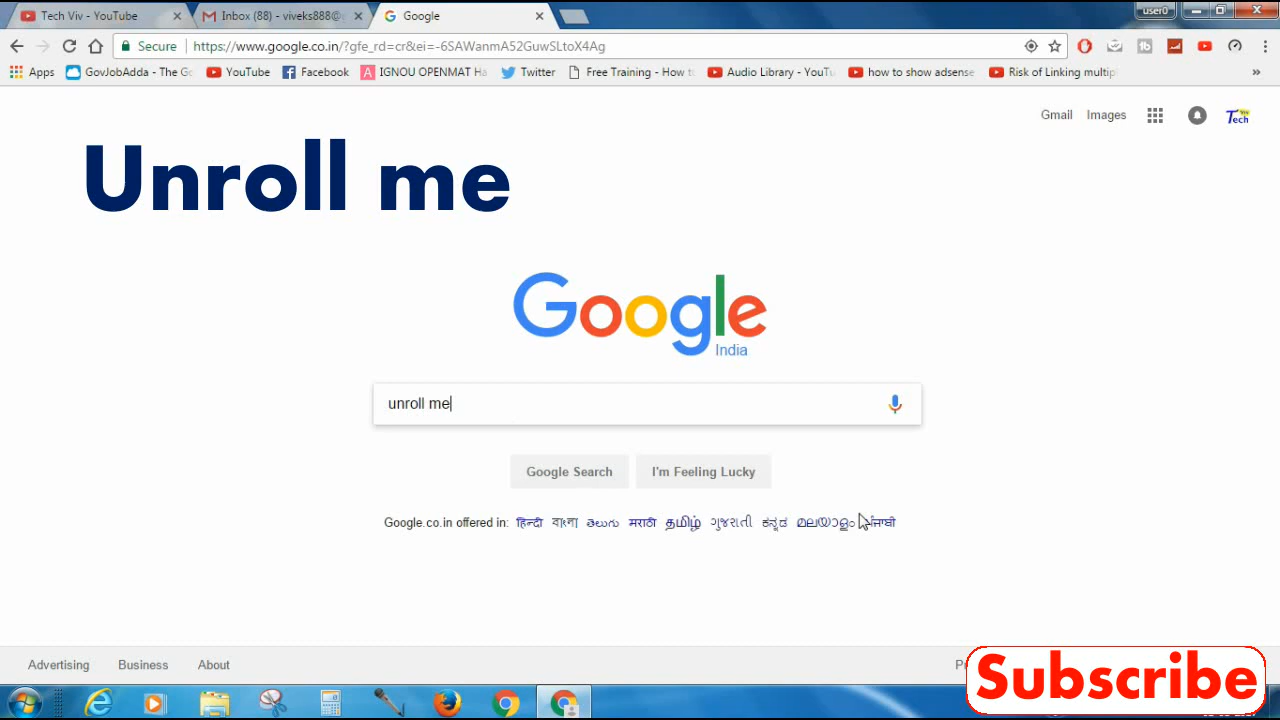 Tech Viv - YouTube
Inbox (88) - viveks888@
Google
user0
Secure
https://www.google.co.in/?gfe_rd=cr&ei=-6SAWanmA52GuwSLtoX4Ag
Apps
GovJobAdda - The Go
YouTube
Facebook
IGNOU OPENMAT Ha
Twitter
Free Training - How to
Audio Library - YouTu
how to show adsense
Risk of Linking multip
Gmail
Images
Tech Viv
Unroll me
Google
India
unroll me
Google Search
I'm Feeling Lucky
Google.co.in offered in: हिन्दी বাংলা తెలుగు मराठी தமிழ் ગુજરાતી ಕನ್ನಡ മലയാളം
Advertising
Business
About
Subscribe